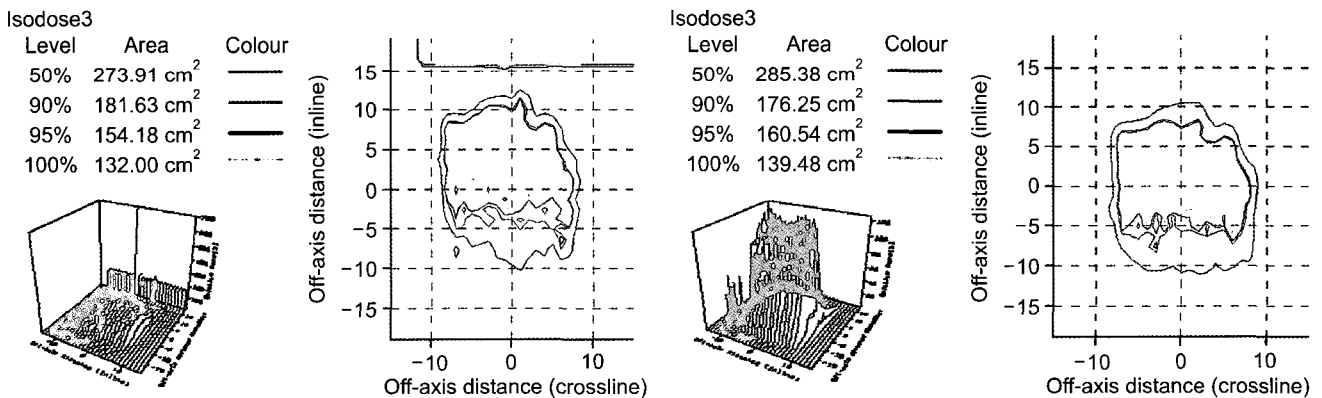 Isodose3
Level Area Colour
50% 273.91 cm²
90% 181.63 cm²
95% 154.18 cm²
100% 132.00 cm²
Off-axis distance (inline)
15
10
5
0
−5
−10
−15
−10 0 10
Off-axis distance (crossline)
Isodose3
Level Area Colour
50% 285.38 cm²
90% 176.25 cm²
95% 160.54 cm²
100% 139.48 cm²
Off-axis distance (inline)
15
10
5
0
−5
−10
−15
−10 0 10
Off-axis distance (crossline)